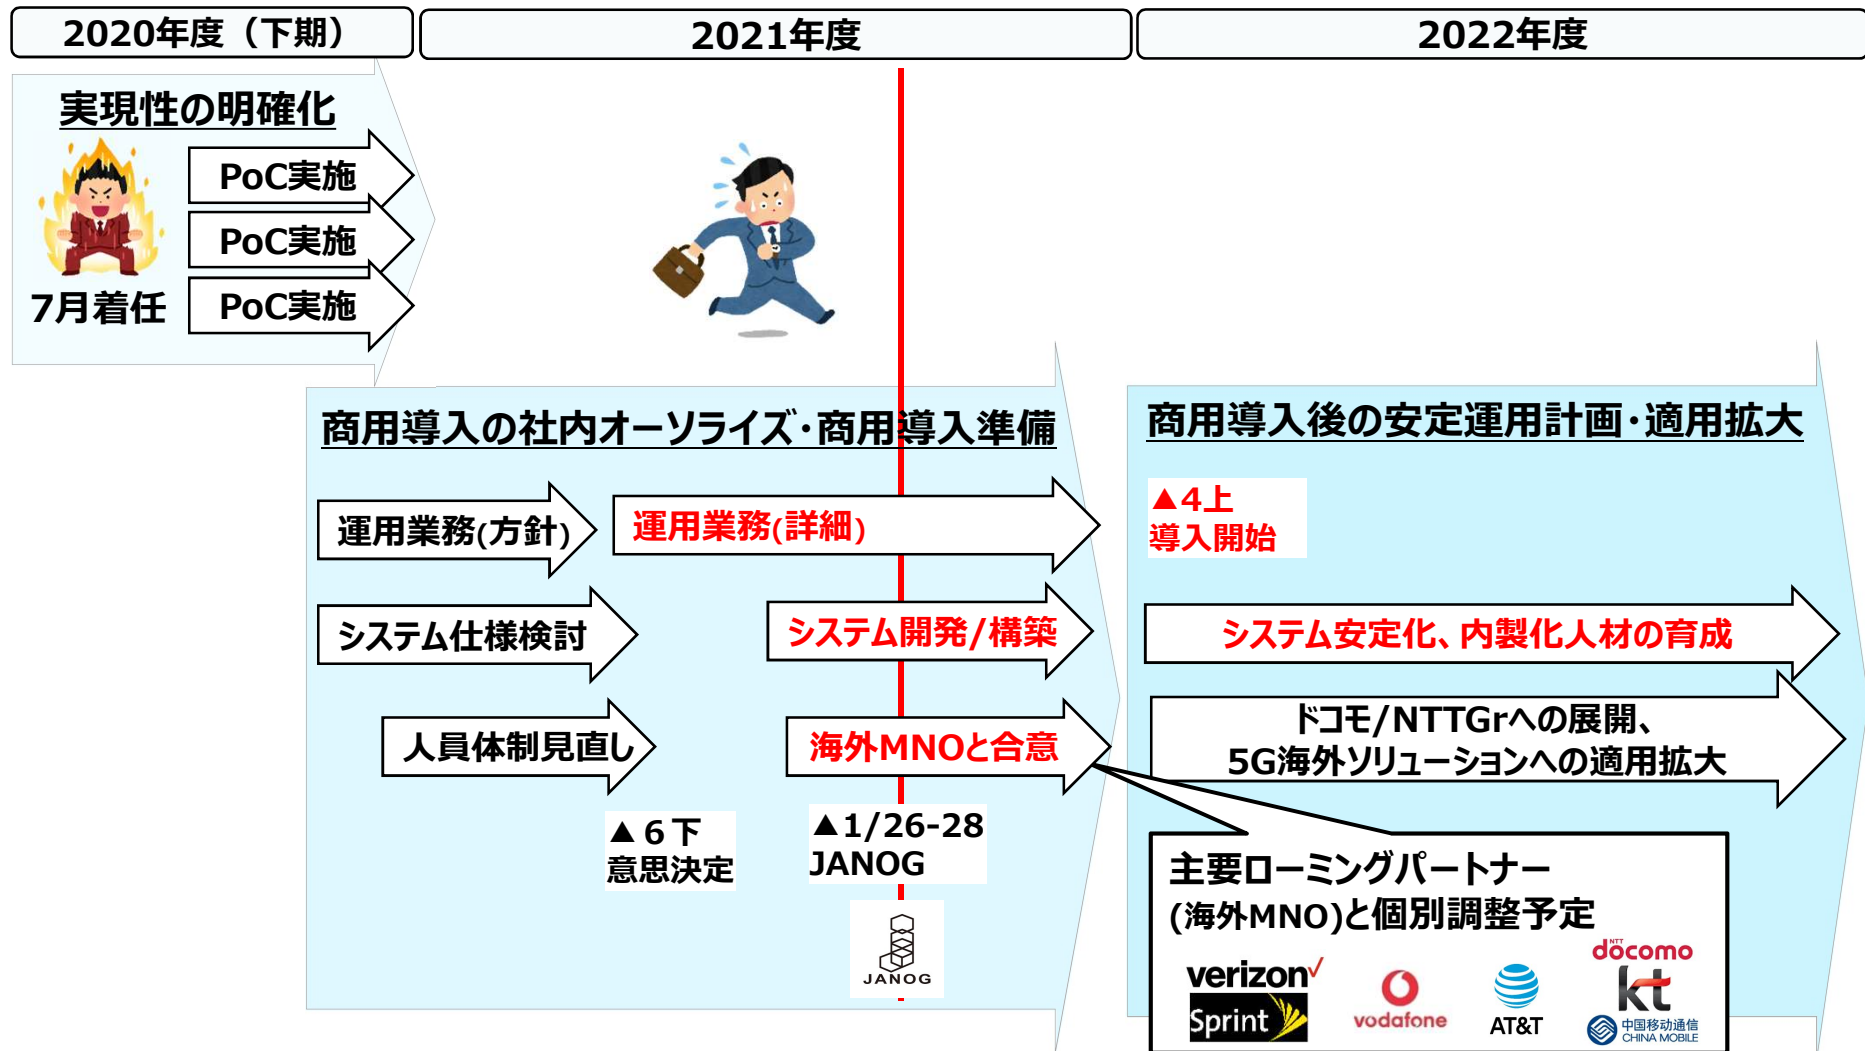 2020年度（下期）
2021年度
2022年度
実現性の明確化
PoC実施
PoC実施
PoC実施
7月着任
商用導入の社内オーソライズ・商用導入準備
運用業務(方針)
運用業務(詳細)
システム仕様検討
システム開発/構築
人員体制見直し
海外MNOと合意
▲６下
意思決定
▲1/26-28
JANOG
JANOG
商用導入後の安定運用計画・適用拡大
▲4上
導入開始
システム安定化、内製化人材の育成
ドコモ/NTTGrへの展開、
5G海外ソリューションへの適用拡大
主要ローミングパートナー
(海外MNO)と個別調整予定
verizon
Sprint
vodafone
AT&T
NTT
döcomo
kt
中国移动通信
CHINA MOBILE